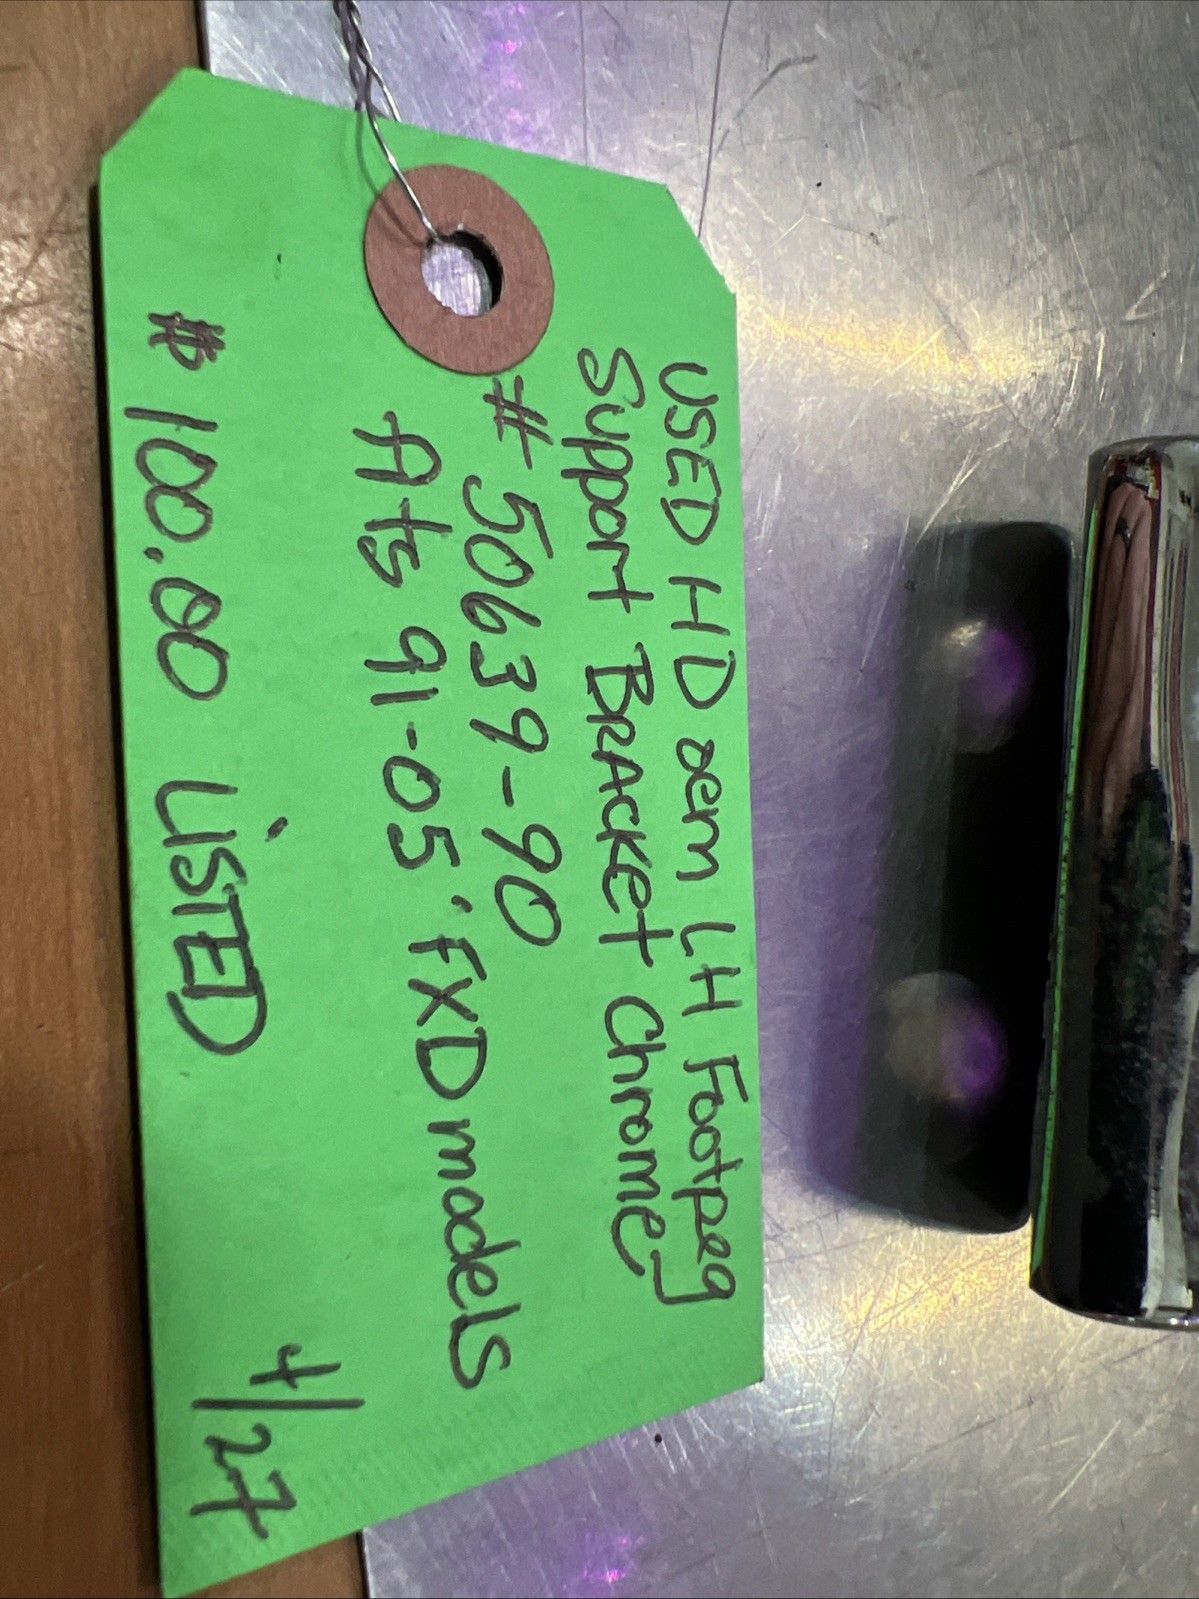 USED HD oem LH Footpeg
Support BRACKET Chrome
# 50639-90
Fits 91-05' FXD models
$ 100.00 LISTED
4/27